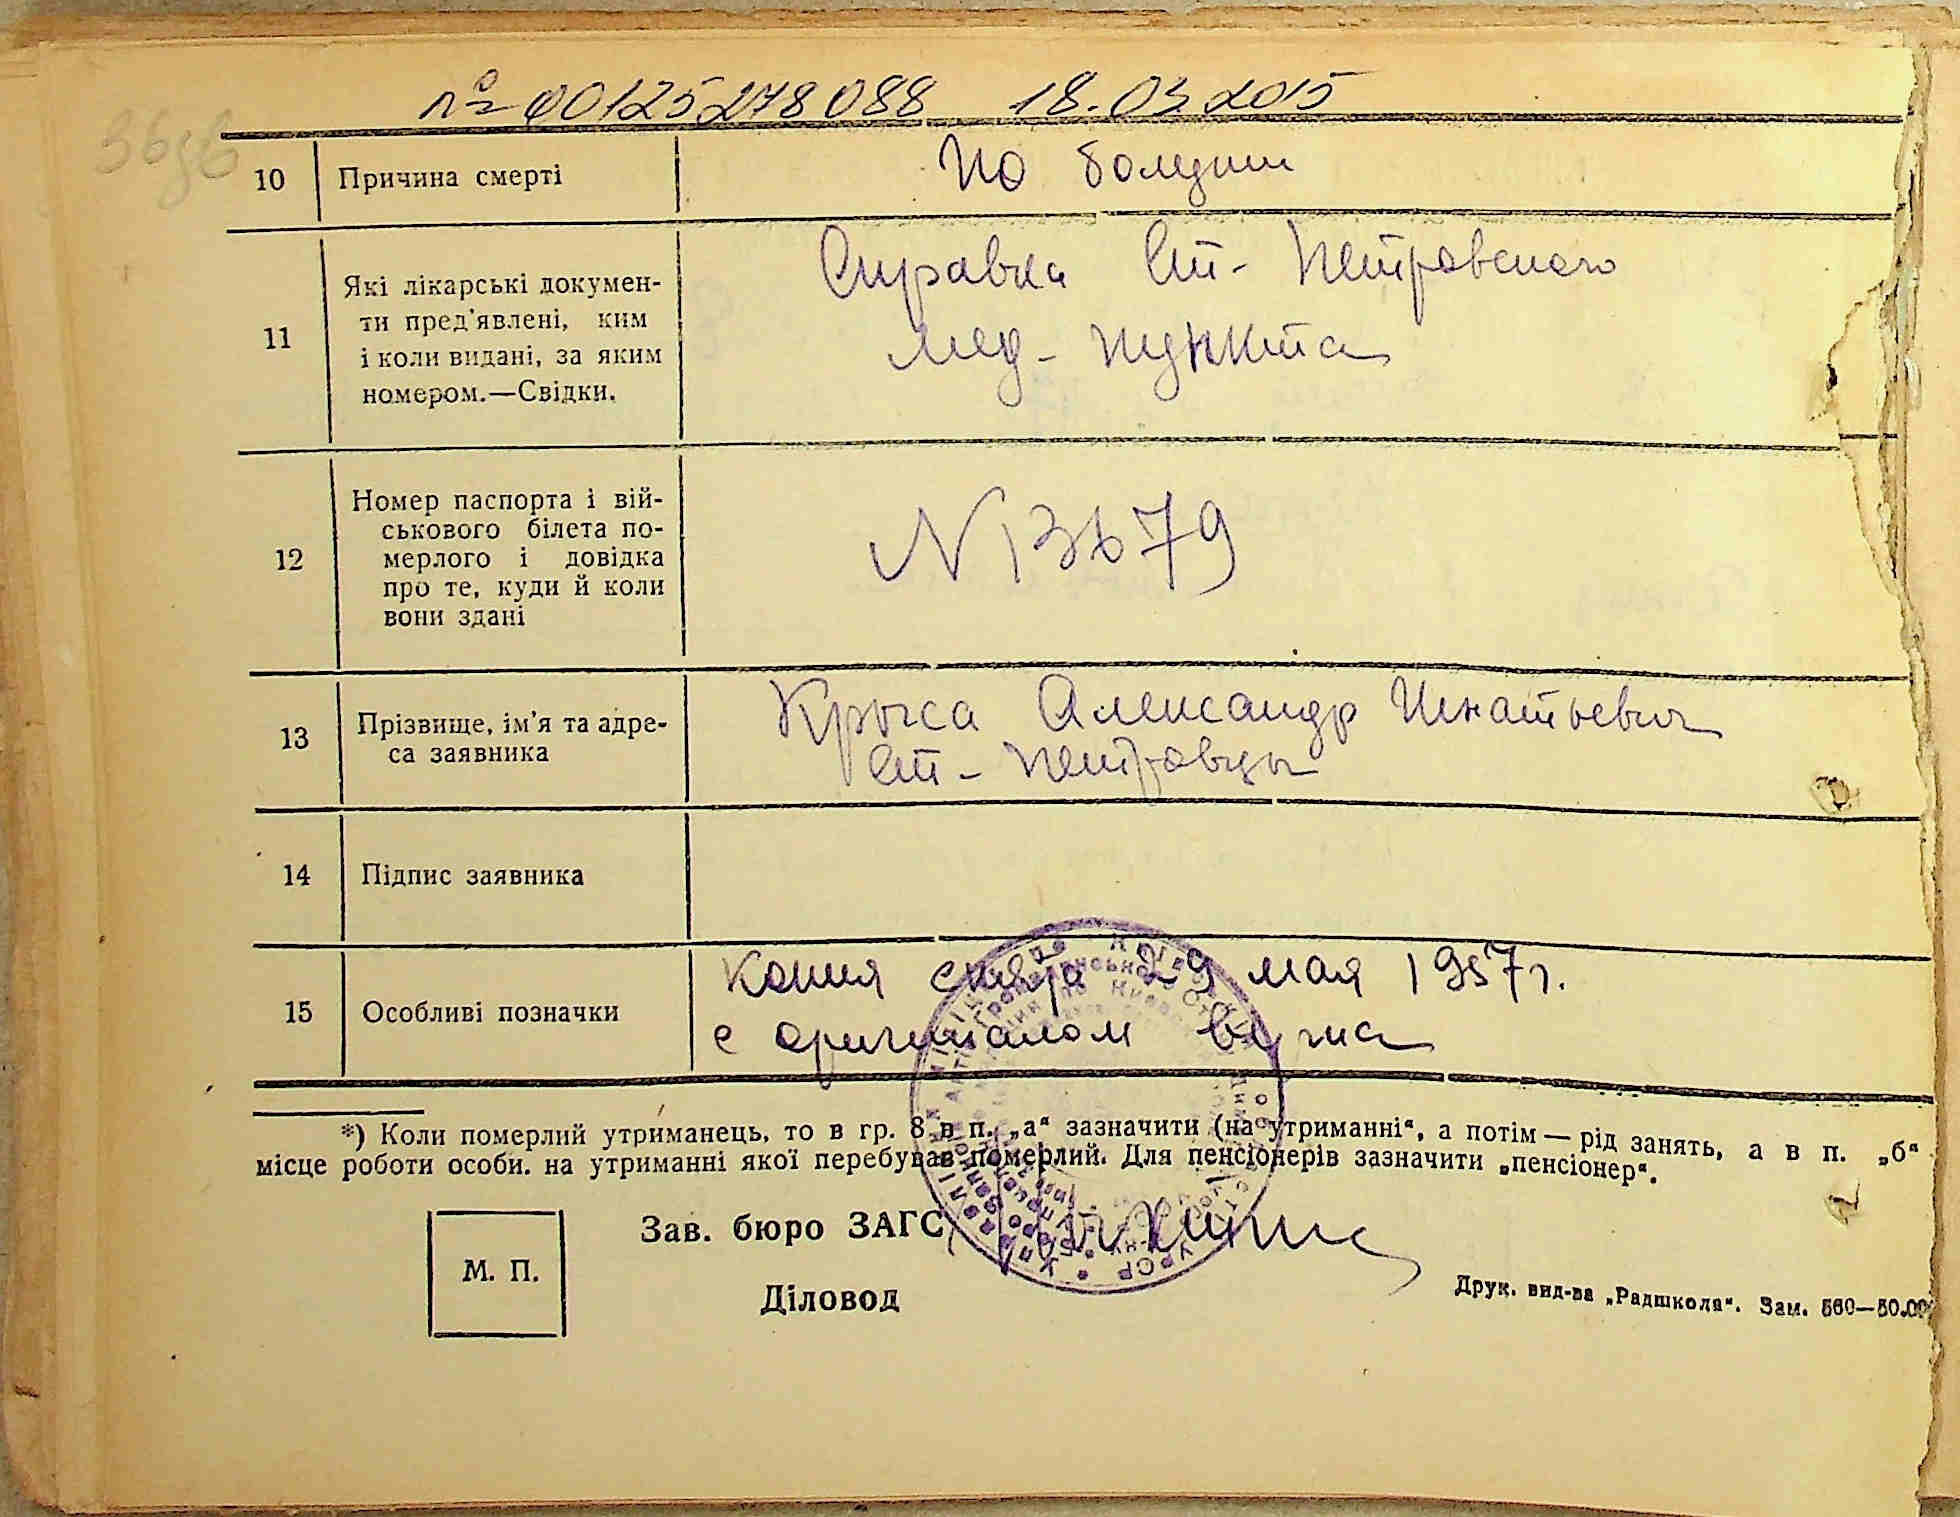 № 00125278088 18.03.2015
10 Причина смерті По болезни
11 Які лікарські докумен-
ти пред'явлені, ким
і коли видані, за яким
номером.—Свідки.
Справка Ст- Петровского
мед- пункта
12 Номер паспорта і вій-
ськового білета по-
мерлого і довідка
про те, куди й коли
вони здані
N 13679
13 Прізвище, ім'я та адре-
са заявника
Крыса Александр Игнатьевич
Ст- Петровцы
14 Підпис заявника
15 Особливі позначки
Копия снята 29 мая 1957г.
с оригиналом верна
*) Коли померлий утриманець, то в гр. 8 в п. „а“ зазначити (на утриманні“, а потім — рід занять, а в п. „б“
місце роботи особи. на утриманні якої перебував померлий. Для пенсіонерів зазначити „пенсіонер“.
Зав. бюро ЗАГС
М. П.
Діловод
Друк. вид-ва „Радшкола“. Зам. 560—50.00